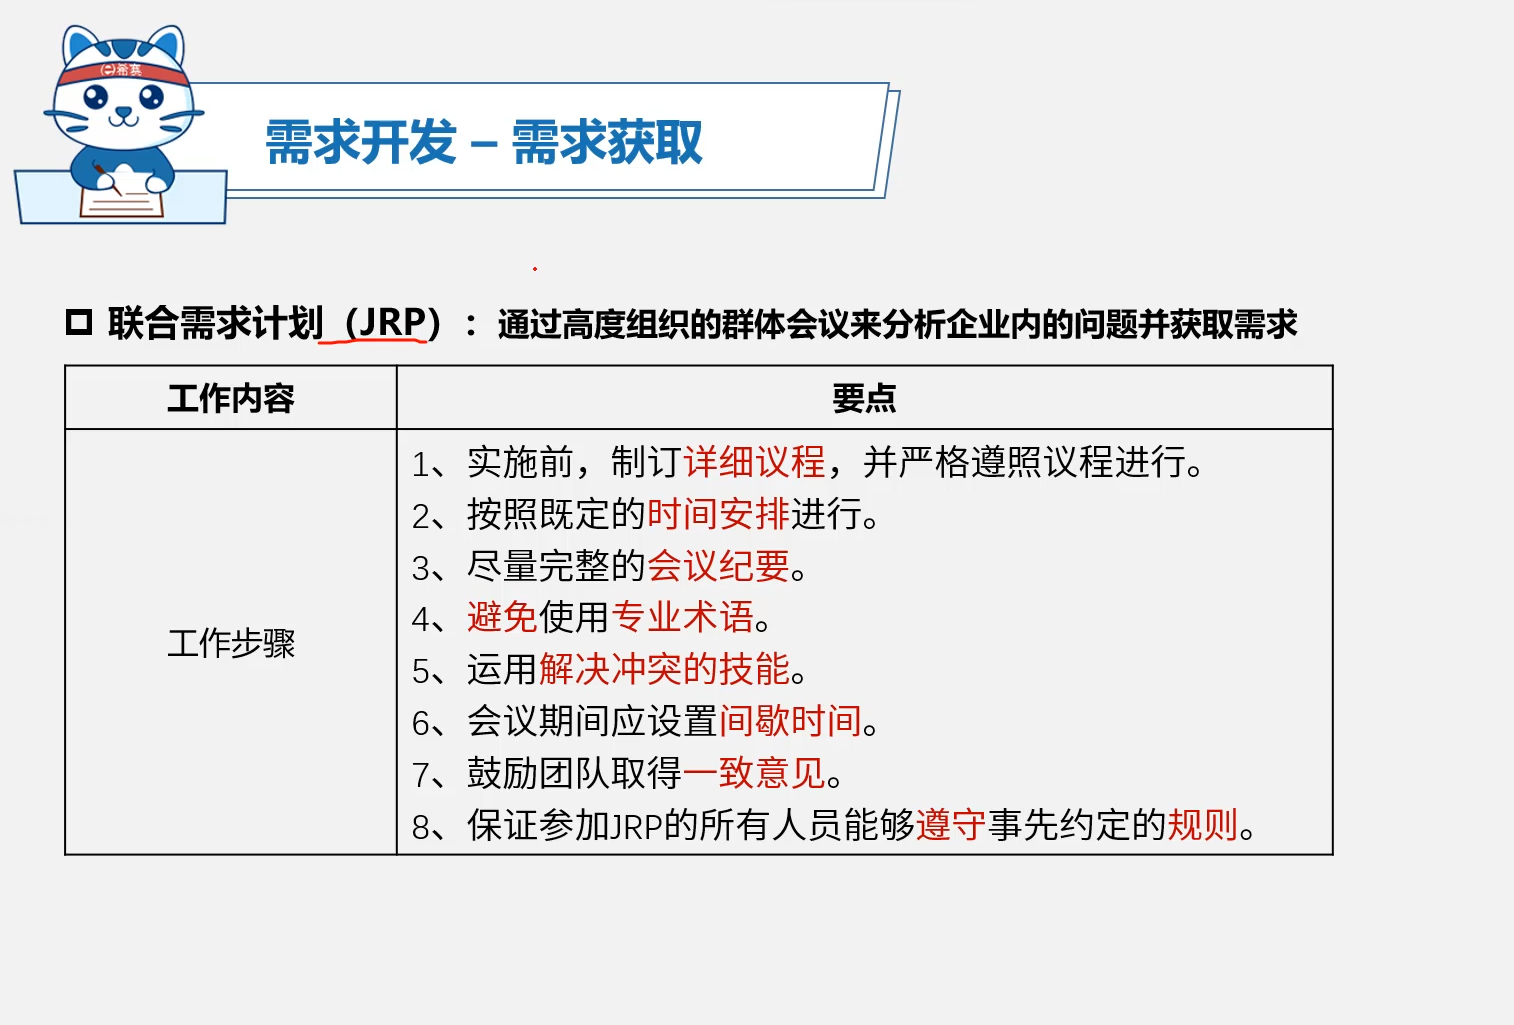 希赛
需求开发 – 需求获取
联合需求计划（JRP）：通过高度组织的群体会议来分析企业内的问题并获取需求
工作内容
要点
工作步骤
1、实施前，制订详细议程，并严格遵照议程进行。
2、按照既定的时间安排进行。
3、尽量完整的会议纪要。
4、避免使用专业术语。
5、运用解决冲突的技能。
6、会议期间应设置间歇时间。
7、鼓励团队取得一致意见。
8、保证参加JRP的所有人员能够遵守事先约定的规则。